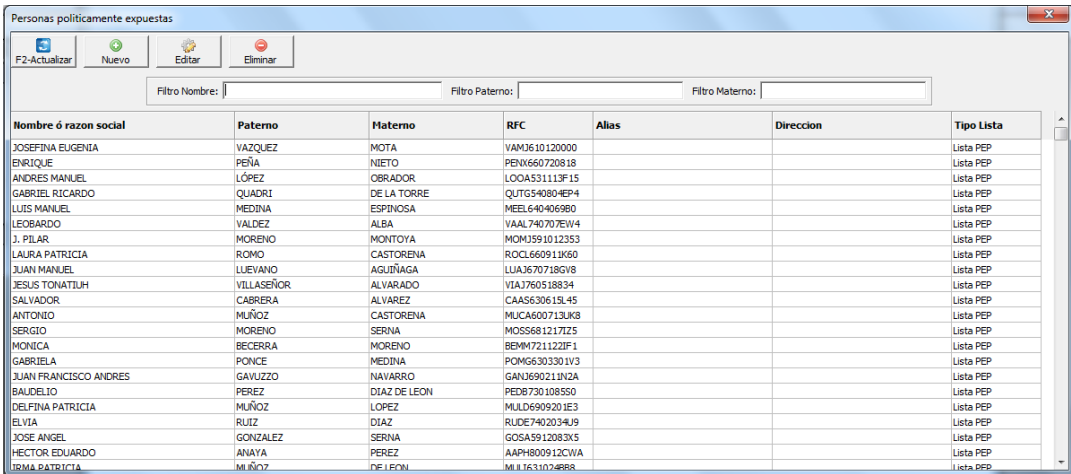 Personas politicamente expuestas
F2-Actualizar Nuevo Editar Eliminar
Filtro Nombre: Filtro Paterno: Filtro Materno:
Nombre ó razon social Paterno Materno RFC Alias Direccion Tipo Lista
JOSEFINA EUGENIA VAZQUEZ MOTA VAMJ610120000 Lista PEP
ENRIQUE PEÑA NIETO PENX660720818 Lista PEP
ANDRES MANUEL LÓPEZ OBRADOR LOOA531113F15 Lista PEP
GABRIEL RICARDO QUADRI DE LA TORRE QUTG540804EP4 Lista PEP
LUIS MANUEL MEDINA ESPINOSA MEEL6404069B0 Lista PEP
LEOBARDO VALDEZ ALBA VAAL740707EW4 Lista PEP
J. PILAR MORENO MONTOYA MOMJ591012353 Lista PEP
LAURA PATRICIA ROMO CASTORENA ROCL660911K60 Lista PEP
JUAN MANUEL LUEVANO AGUIÑAGA LUAJ670718GV8 Lista PEP
JESUS TONATIUH VILLASEÑOR ALVARADO VIAJ760518834 Lista PEP
SALVADOR CABRERA ALVAREZ CAAS630615L45 Lista PEP
ANTONIO MUÑOZ CASTORENA MUCA600713UK8 Lista PEP
SERGIO MORENO SERNA MOSS681217IZ5 Lista PEP
MONICA BECERRA MORENO BEMM721122IF1 Lista PEP
GABRIELA PONCE MEDINA POMG6303301V3 Lista PEP
JUAN FRANCISCO ANDRES GAVUZZO NAVARRO GANJ690211N2A Lista PEP
BAUDELIO PEREZ DIAZ DE LEON PEDB7301085S0 Lista PEP
DELFINA PATRICIA MUÑOZ LOPEZ MULD6909201E3 Lista PEP
ELVIA RUIZ DIAZ RUDE7402034U9 Lista PEP
JOSE ANGEL GONZALEZ SERNA GOSA5912083X5 Lista PEP
HECTOR EDUARDO ANAYA PEREZ AAPH800912CWA Lista PEP
IRMA PATRICIA MUÑOZ DE LEON MULI631024BB8 Lista PEP